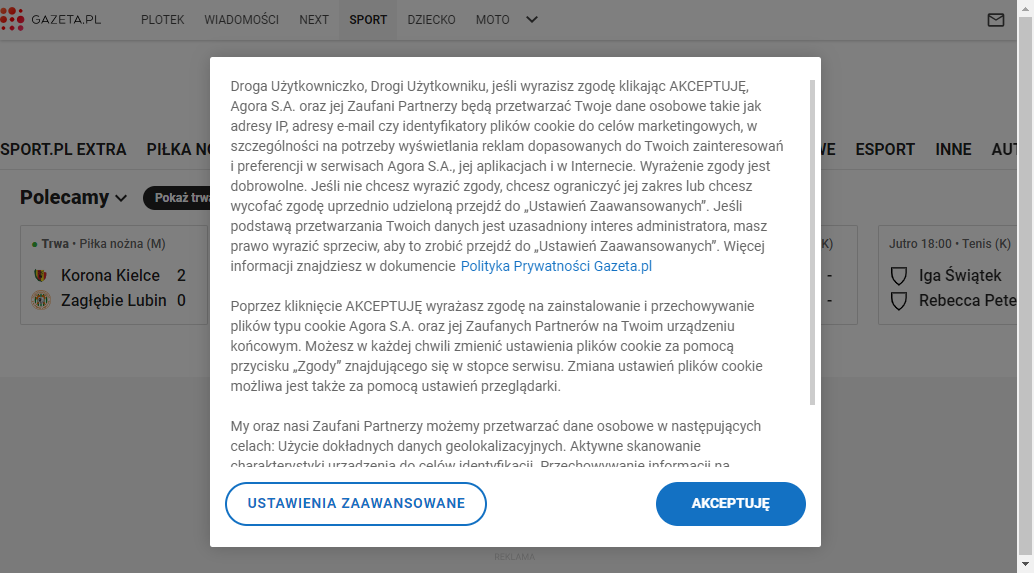 GAZETA.PL PLOTEK WIADOMOŚCI NEXT SPORT DZIECKO MOTO
Droga Użytkowniczko, Drogi Użytkowniku, jeśli wyrazisz zgodę klikając AKCEPTUJĘ,
Agora S.A. oraz jej Zaufani Partnerzy będą przetwarzać Twoje dane osobowe takie jak
adresy IP, adresy e-mail czy identyfikatory plików cookie do celów marketingowych, w
szczególności na potrzeby wyświetlania reklam dopasowanych do Twoich zainteresowań
i preferencji w serwisach Agora S.A., jej aplikacjach i w Internecie. Wyrażenie zgody jest
dobrowolne. Jeśli nie chcesz wyrazić zgody, chcesz ograniczyć jej zakres lub chcesz
wycofać zgodę uprzednio udzieloną przejdź do „Ustawień Zaawansowanych”. Jeśli
podstawą przetwarzania Twoich danych jest uzasadniony interes administratora, masz
prawo wyrazić sprzeciw, aby to zrobić przejdź do „Ustawień Zaawansowanych”. Więcej
informacji znajdziesz w dokumencie Polityka Prywatności Gazeta.pl
Poprzez kliknięcie AKCEPTUJĘ wyrażasz zgodę na zainstalowanie i przechowywanie
plików typu cookie Agora S.A. oraz jej Zaufanych Partnerów na Twoim urządzeniu
końcowym. Możesz w każdej chwili zmienić ustawienia plików cookie za pomocą
przycisku „Zgody” znajdującego się w stopce serwisu. Zmiana ustawień plików cookie
możliwa jest także za pomocą ustawień przeglądarki.
My oraz nasi Zaufani Partnerzy możemy przetwarzać dane osobowe w następujących
celach: Użycie dokładnych danych geolokalizacyjnych. Aktywne skanowanie
charakterystyki urządzenia do celów identyfikacji. Przechowywanie informacji na
USTAWIENIA ZAAWANSOWANE AKCEPTUJĘ
SPORT.PL EXTRA PIŁKA NO
WE ESPORT INNE AUT
Polecamy Pokaż trwa
Trwa • Piłka nożna (M)
Korona Kielce 2
Zagłębie Lubin 0
K)
-
-
Jutro 18:00 • Tenis (K)
Iga Świątek
Rebecca Pete
REKLAMA